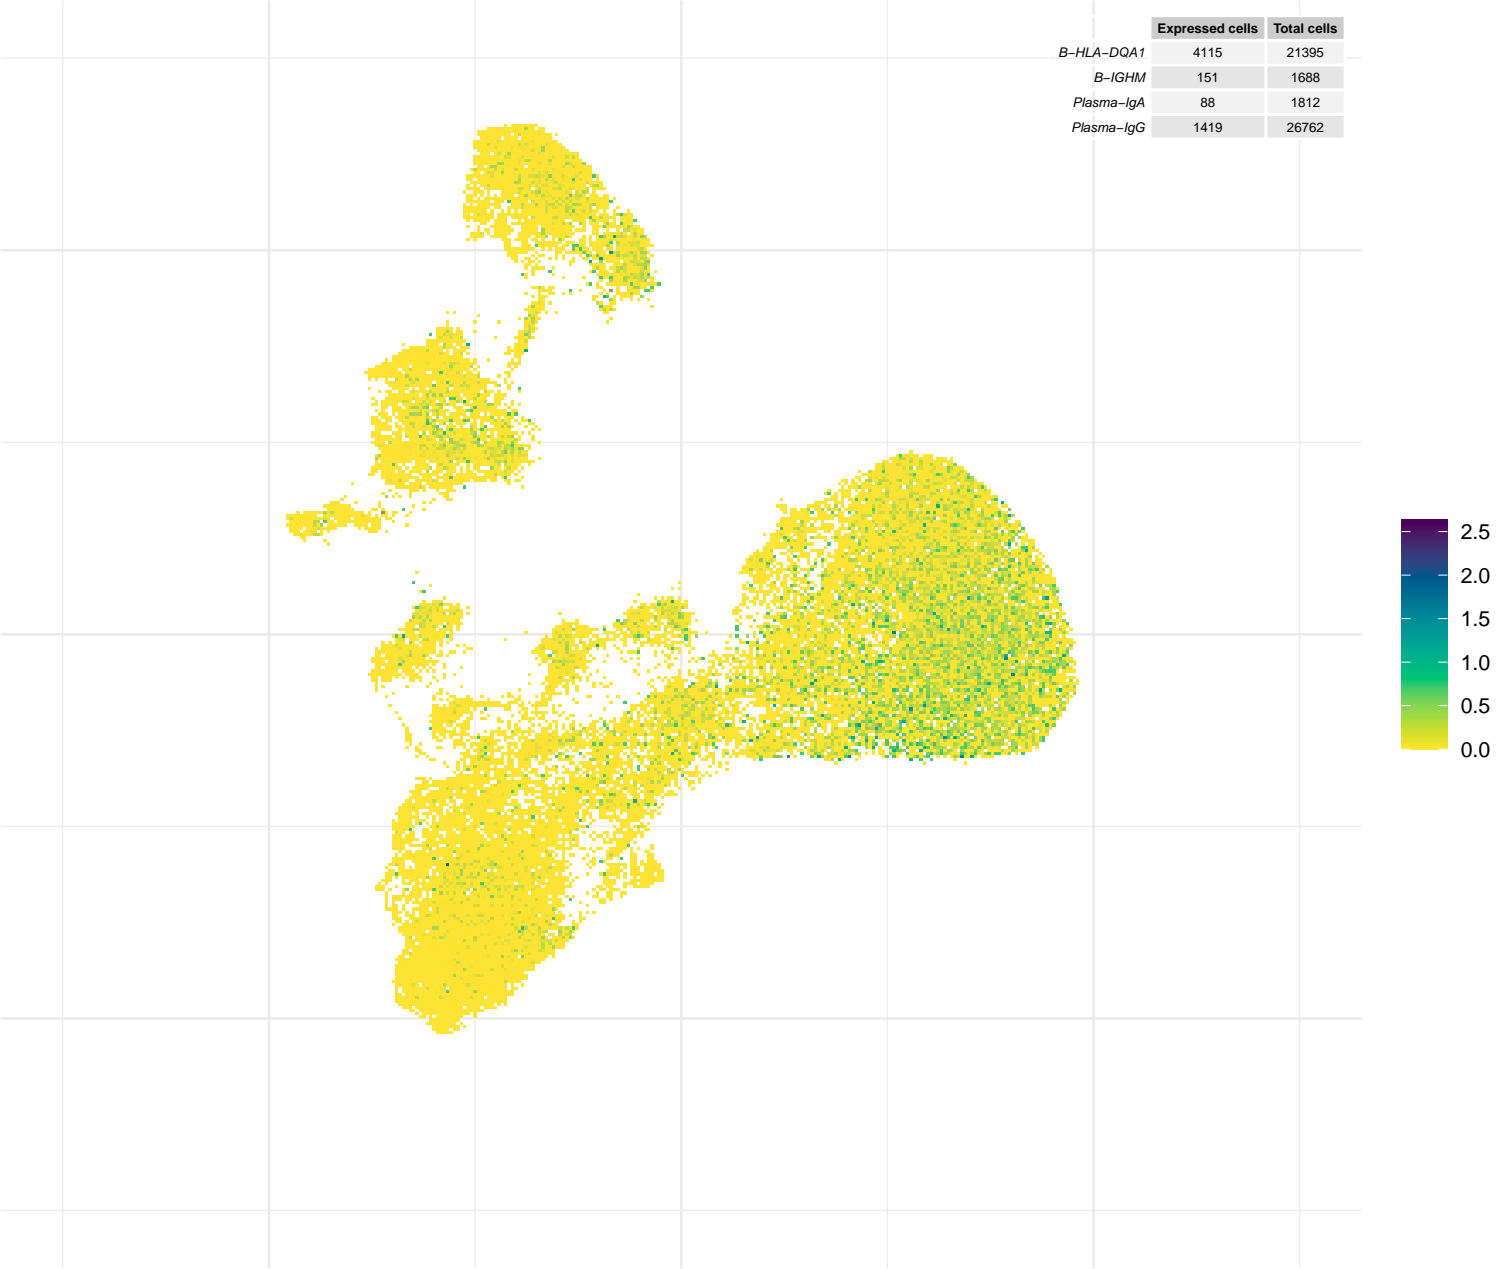 Expressed cells Total cells
B−HLA−DQA1 4115 21395
B−IGHM 151 1688
Plasma−IgA 88 1812
Plasma−IgG 1419 26762
2.5
2.0
1.5
1.0
0.5
0.0